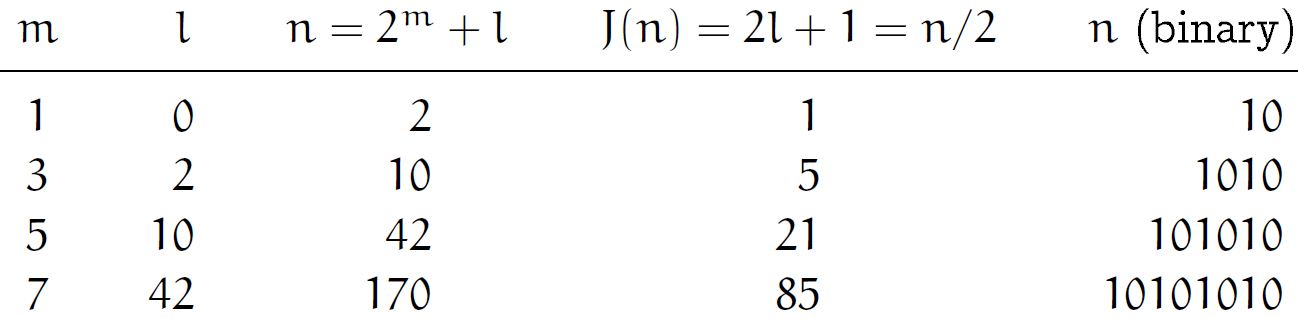 m l n = 2^m + l J(n) = 2l + 1 = n/2 n (binary)
1 0 2 1 10
3 2 10 5 1010
5 10 42 21 101010
7 42 170 85 10101010